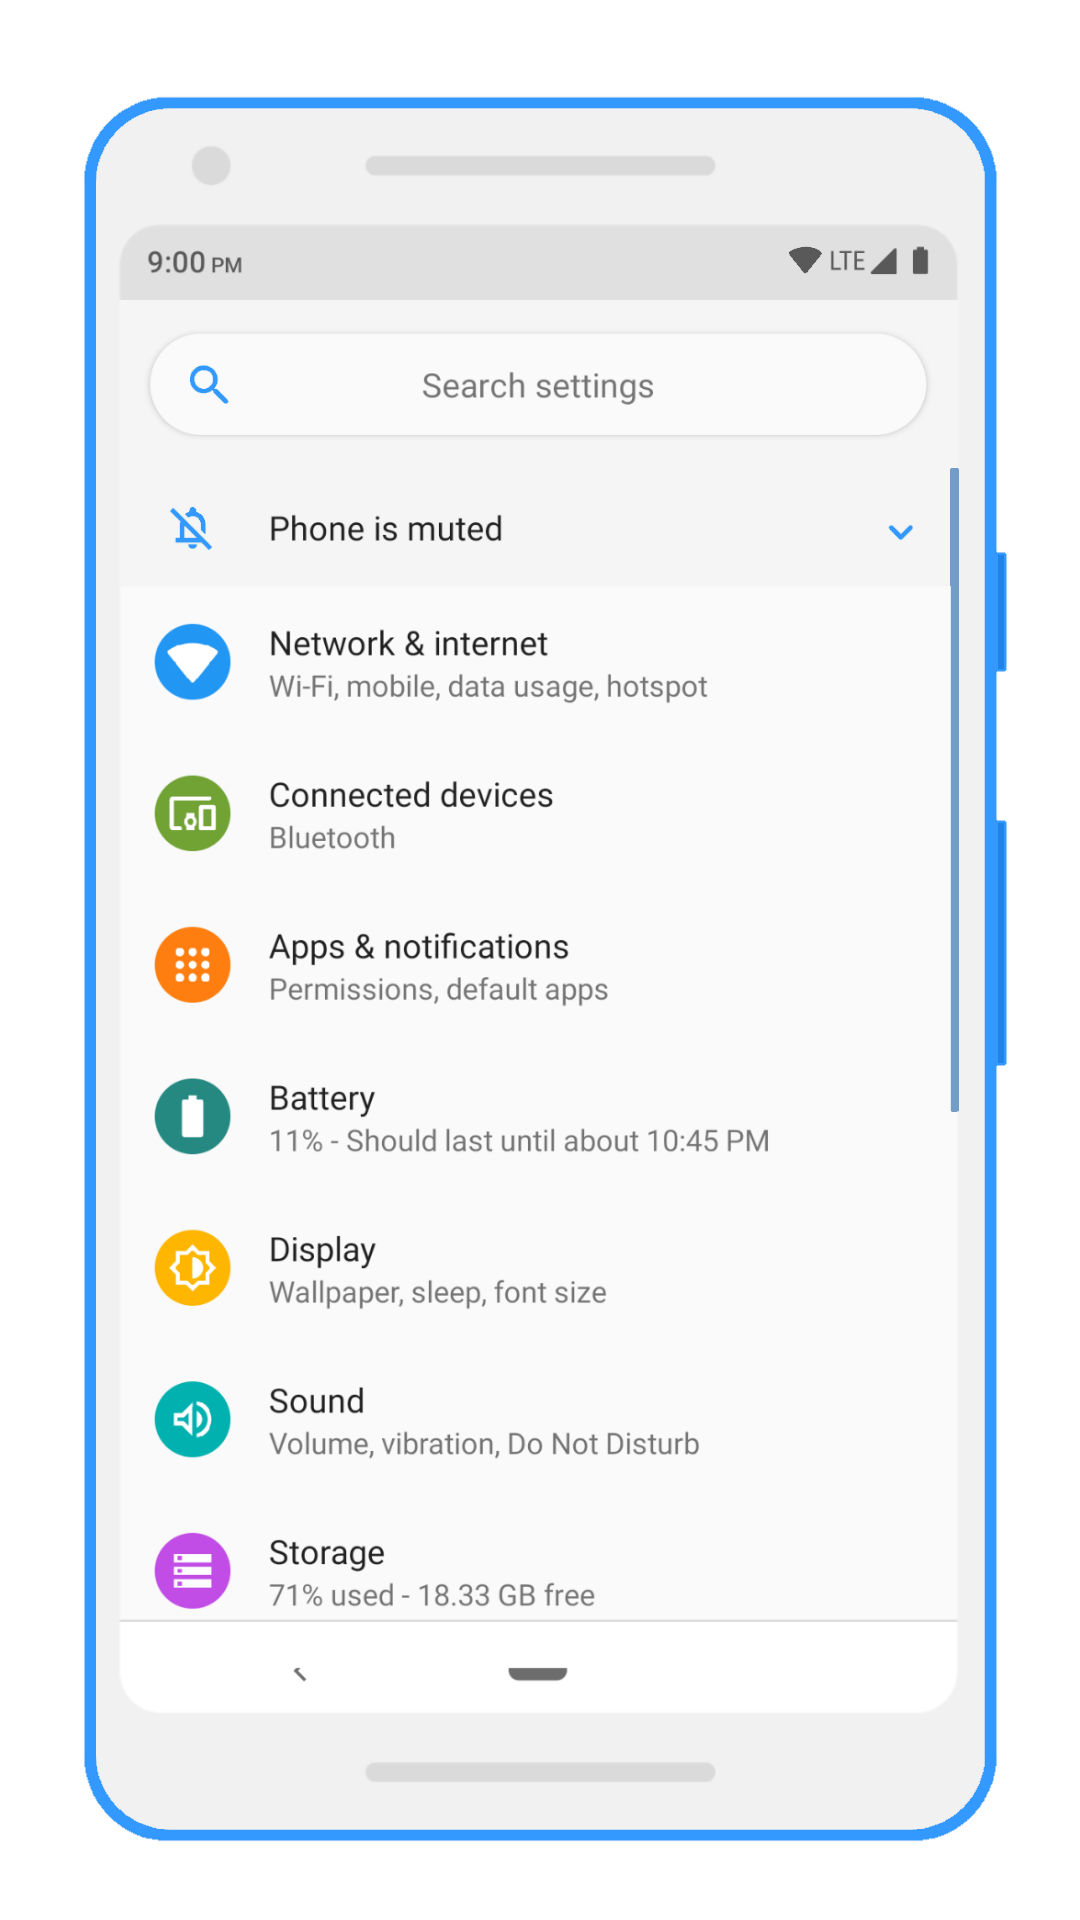 9:00 PM
LTE
Search settings
Phone is muted
Network & internet
Wi-Fi, mobile, data usage, hotspot
Connected devices
Bluetooth
Apps & notifications
Permissions, default apps
Battery
11% - Should last until about 10:45 PM
Display
Wallpaper, sleep, font size
Sound
Volume, vibration, Do Not Disturb
Storage
71% used - 18.33 GB free